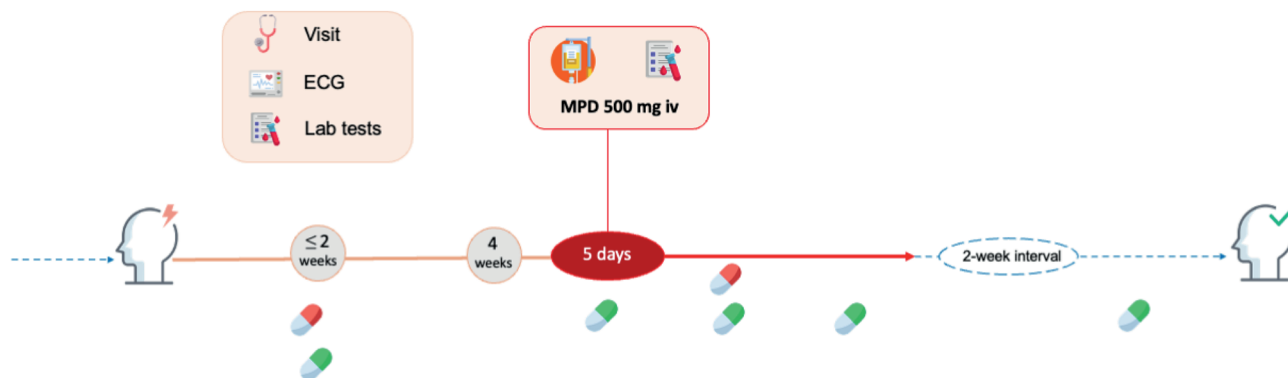 Visit
ECG
Lab tests
MPD 500 mg iv
≤ 2
weeks
4
weeks
5 days
2-week interval